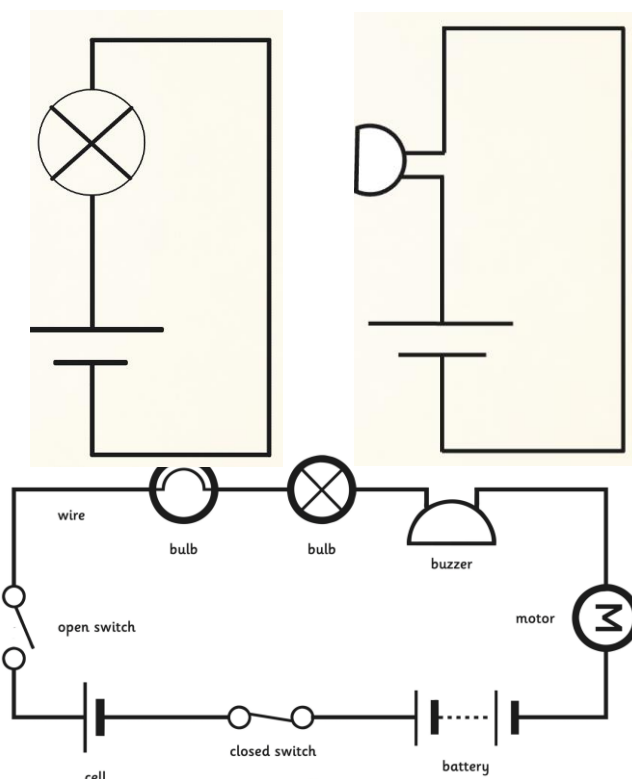 wire
bulb
bulb
buzzer
motor
M
open switch
closed switch
battery
cell